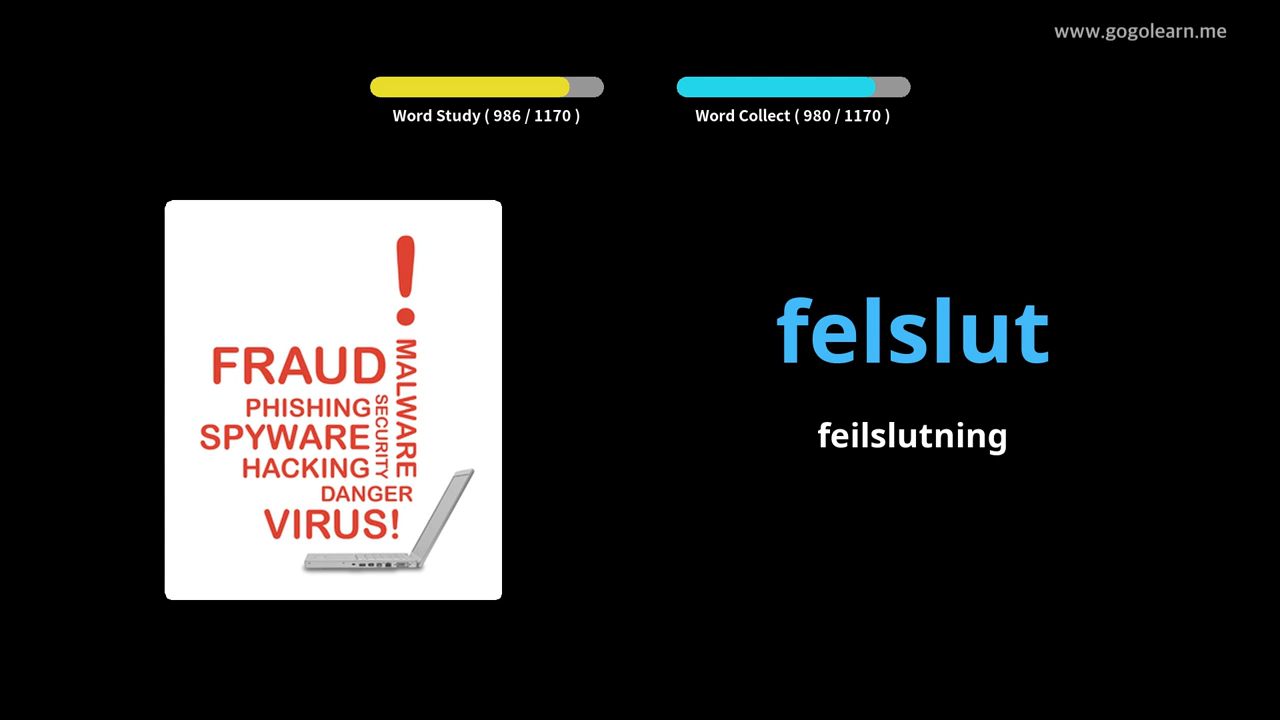 www.gogolearn.me
Word Study ( 986 / 1170 )
Word Collect ( 980 / 1170 )
!
FRAUD
MALWARE
PHISHING
SECURITY
SPYWARE
HACKING
DANGER
VIRUS!
felslut
feilslutning